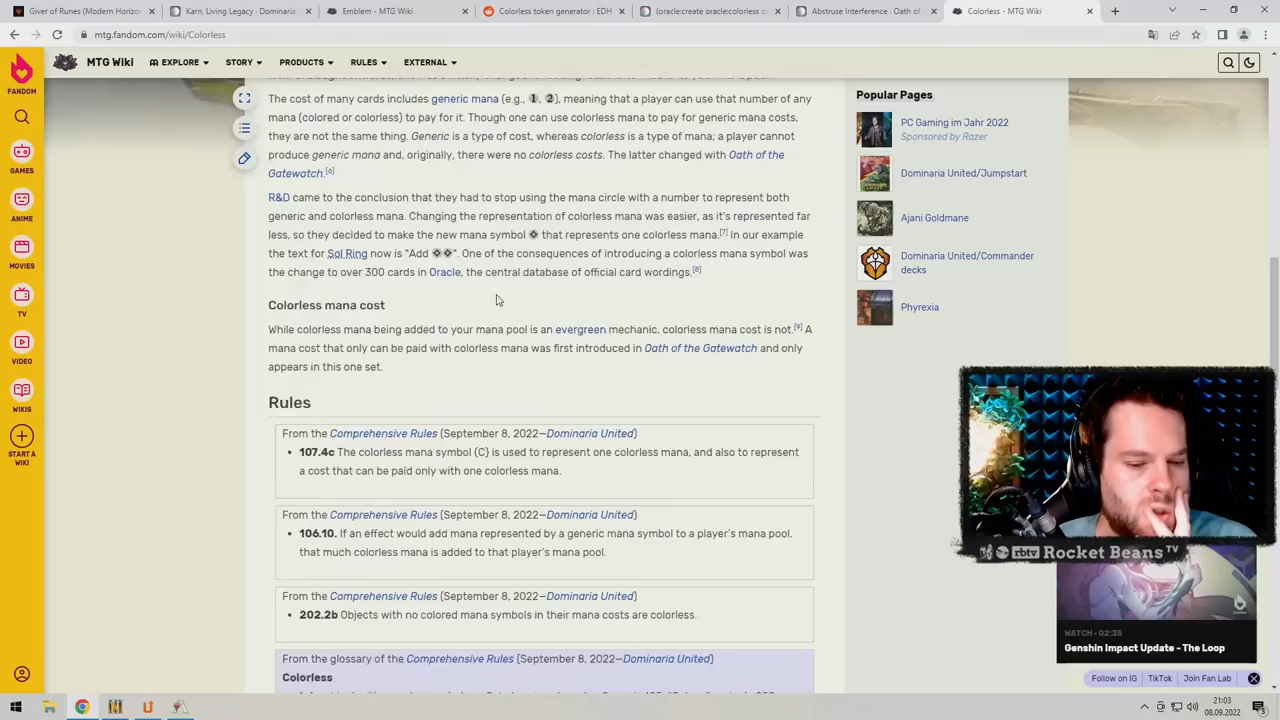 Giver of Runes (Modern Horizon
Karn, Living Legacy · Dominaria
Emblem - MTG Wiki
Colorless token generator : EDH
(oracle:create oracle:colorless d
Abstruse Interference · Oath of
Colorless - MTG Wiki
mtg.fandom.com/wiki/Colorless
FANDOM
GAMES
ANIME
MOVIES
TV
VIDEO
WIKIS
START A
WIKI
MTG Wiki
EXPLORE
STORY
PRODUCTS
RULES
EXTERNAL
The cost of many cards includes generic mana (e.g., 1, 2), meaning that a player can use that number of any
mana (colored or colorless) to pay for it. Though one can use colorless mana to pay for generic mana costs,
they are not the same thing. Generic is a type of cost, whereas colorless is a type of mana; a player cannot
produce generic mana and, originally, there were no colorless costs. The latter changed with Oath of the
Gatewatch.[6]
R&D came to the conclusion that they had to stop using the mana circle with a number to represent both
generic and colorless mana. Changing the representation of colorless mana was easier, as it's represented far
less, so they decided to make the new mana symbol that represents one colorless mana.[7] In our example
the text for Sol Ring now is "Add ". One of the consequences of introducing a colorless mana symbol was
the change to over 300 cards in Oracle, the central database of official card wordings.[8]
Colorless mana cost
While colorless mana being added to your mana pool is an evergreen mechanic, colorless mana cost is not.[9] A
mana cost that only can be paid with colorless mana was first introduced in Oath of the Gatewatch and only
appears in this one set.
Rules
From the Comprehensive Rules (September 8, 2022—Dominaria United)
• 107.4c The colorless mana symbol {C} is used to represent one colorless mana, and also to represent
a cost that can be paid only with one colorless mana.
From the Comprehensive Rules (September 8, 2022—Dominaria United)
• 106.10. If an effect would add mana represented by a generic mana symbol to a player's mana pool,
that much colorless mana is added to that player's mana pool.
From the Comprehensive Rules (September 8, 2022—Dominaria United)
• 202.2b Objects with no colored mana symbols in their mana costs are colorless.
From the glossary of the Comprehensive Rules (September 8, 2022—Dominaria United)
Colorless
Popular Pages
PC Gaming im Jahr 2022
Sponsored by Razer
Dominaria United/Jumpstart
Ajani Goldmane
Dominaria United/Commander
decks
Phyrexia
rbtv Rocket Beans TV
WATCH · 02:35
Genshin Impact Update - The Loop
Follow on IG
TikTok
Join Fan Lab
21:03
08.09.2022
3